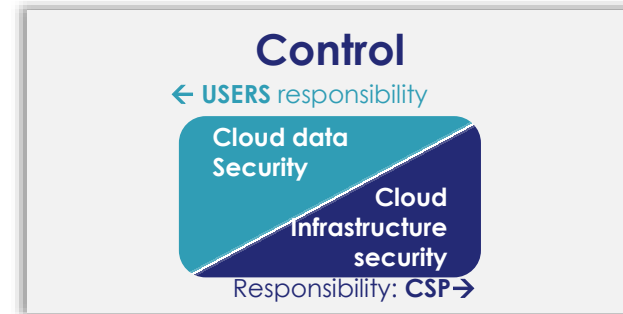 Control
← USERS responsibility
Cloud data
Security
Cloud
Infrastructure
security
Responsibility: CSP→